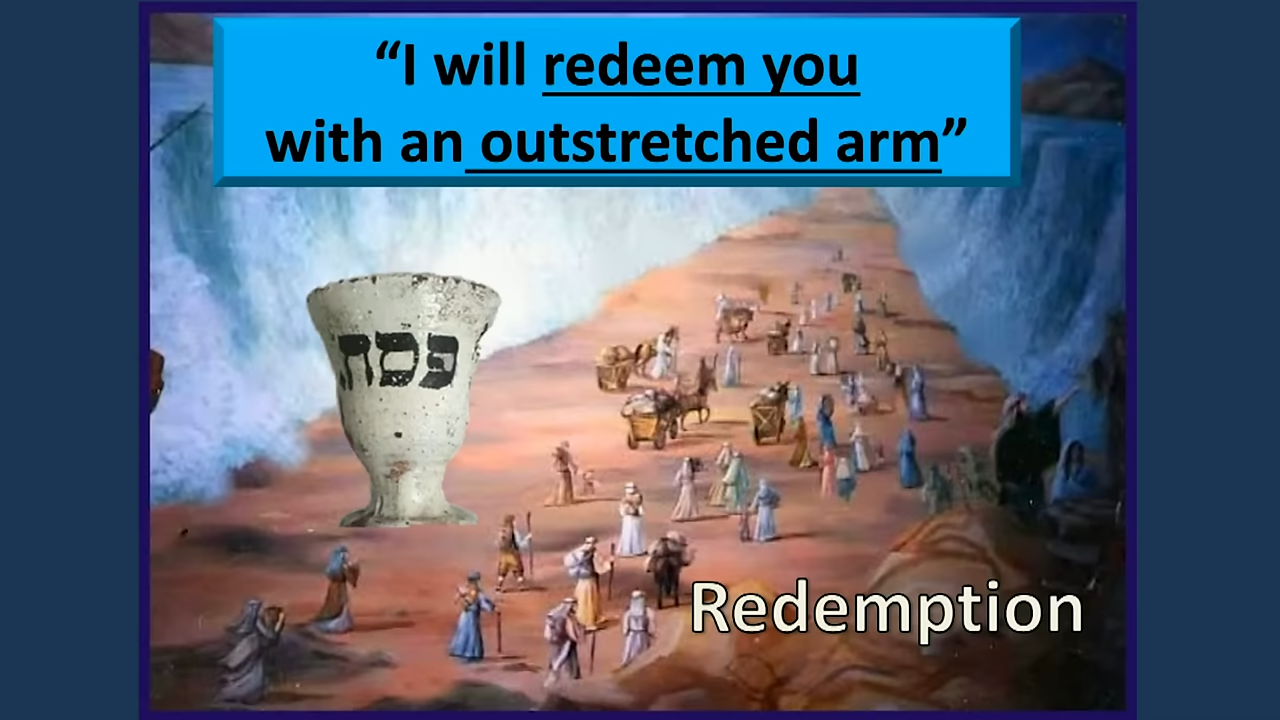 “I will redeem you
with an outstretched arm”
פסח
Redemption